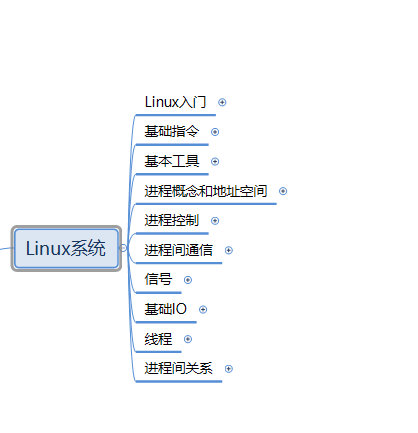 Linux入门
基础指令
基本工具
进程概念和地址空间
进程控制
Linux系统
进程间通信
信号
基础IO
线程
进程间关系